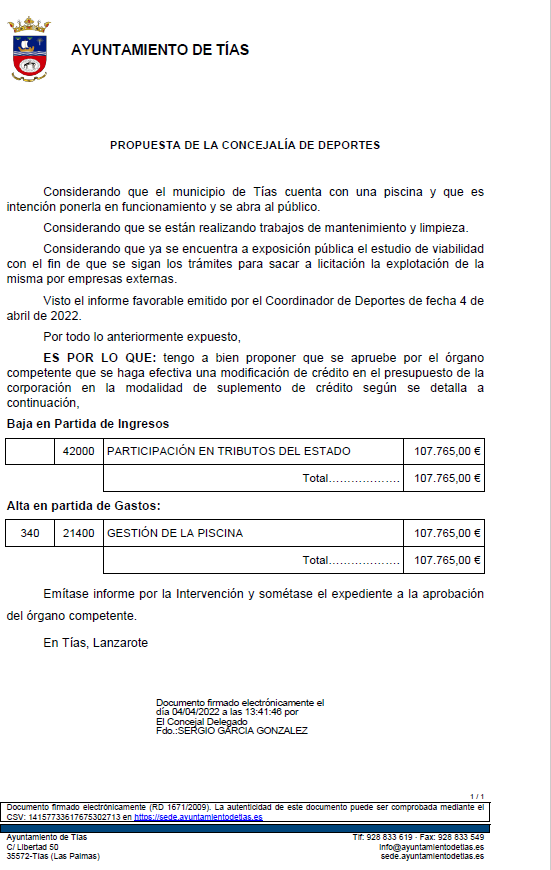 AYUNTAMIENTO DE TÍAS
PROPUESTA DE LA CONCEJALÍA DE DEPORTES
Considerando que el municipio de Tías cuenta con una piscina y que es
intención ponerla en funcionamiento y se abra al público.
Considerando que se están realizando trabajos de mantenimiento y limpieza.
Considerando que ya se encuentra a exposición pública el estudio de viabilidad
con el fin de que se sigan los trámites para sacar a licitación la explotación de la
misma por empresas externas.
Visto el informe favorable emitido por el Coordinador de Deportes de fecha 4 de
abril de 2022.
Por todo lo anteriormente expuesto,
ES POR LO QUE: tengo a bien proponer que se apruebe por el órgano
competente que se haga efectiva una modificación de crédito en el presupuesto de la
corporación en la modalidad de suplemento de crédito según se detalla a
continuación,
Baja en Partida de Ingresos
42000 PARTICIPACIÓN EN TRIBUTOS DEL ESTADO 107.765,00 €
Total………………. 107.765,00 €
Alta en partida de Gastos:
340 21400 GESTIÓN DE LA PISCINA 107.765,00 €
Total………………. 107.765,00 €
Emítase informe por la Intervención y sométase el expediente a la aprobación
del órgano competente.
En Tías, Lanzarote
Documento firmado electrónicamente el
día 04/04/2022 a las 13:41:46 por
El Concejal Delegado
Fdo.:SERGIO GARCIA GONZALEZ
1 / 1
Documento firmado electrónicamente (RD 1671/2009). La autenticidad de este documento puede ser comprobada mediante el
CSV: 14157733617675302713 en https://sede.ayuntamientodetias.es
Ayuntamiento de Tías Tlf: 928 833 619 · Fax: 928 833 549
C/ Libertad 50 info@ayuntamientodetias.es
35572-Tías (Las Palmas) sede.ayuntamientodetias.es